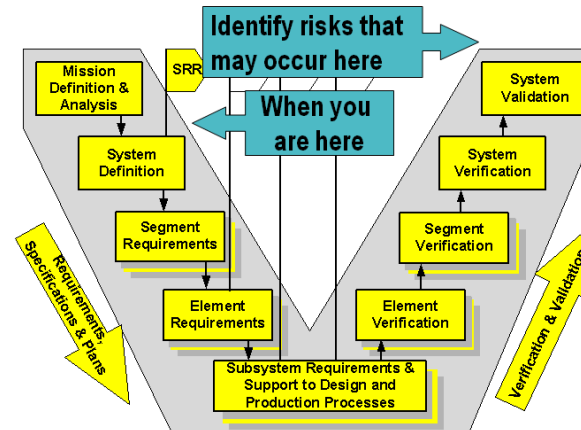 Identify risks that
may occur here
SRR
When you
are here
Mission
Definition &
Analysis
System
Definition
Segment
Requirements
Element
Requirements
Subsystem Requirements &
Support to Design and
Production Processes
Element
Verification
Segment
Verification
System
Verification
System
Validation
Requirements,
Specifications & Plans
Verification & Validation